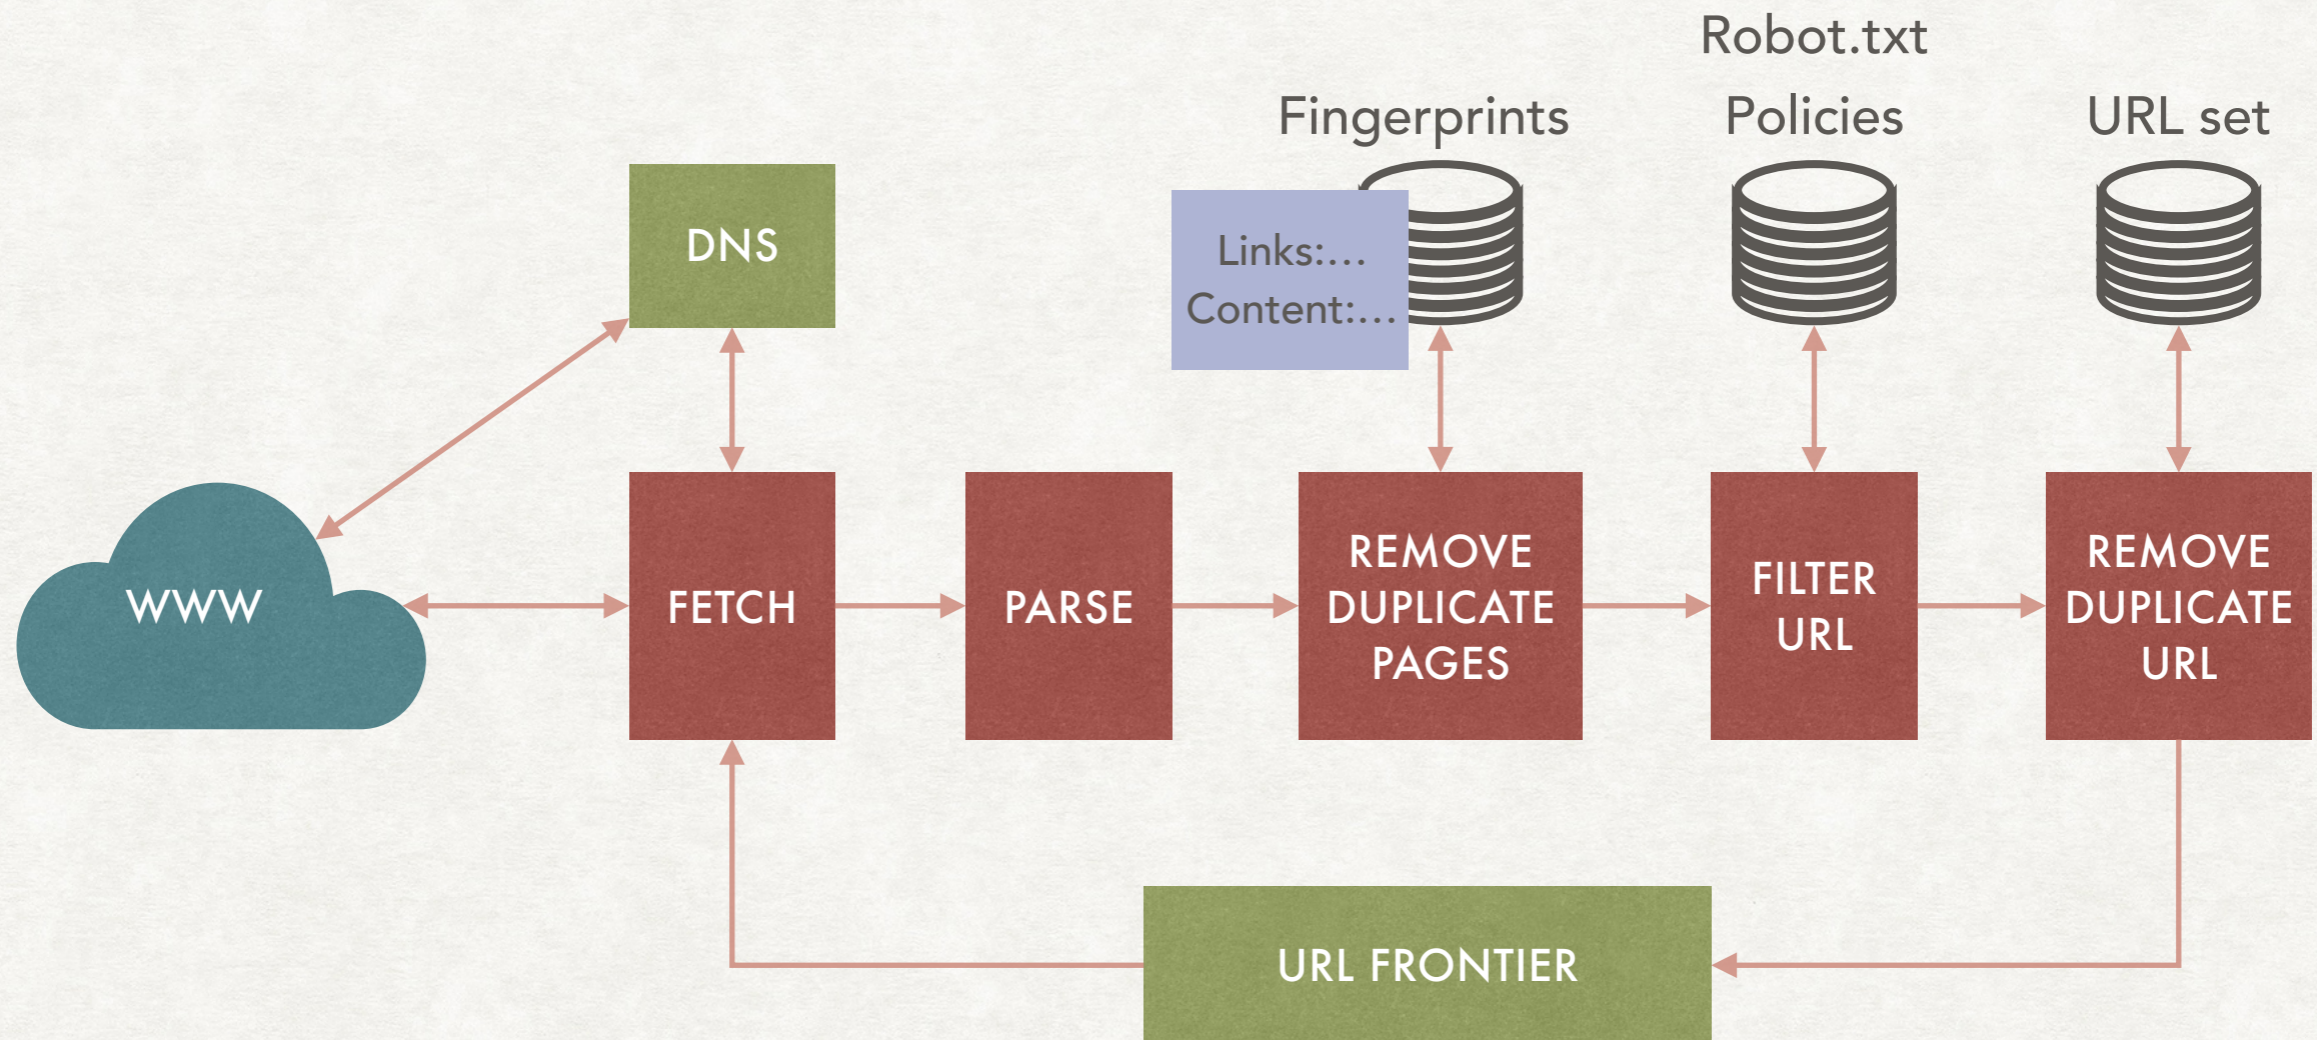 Robot.txt
Fingerprints
Policies
URL set
DNS
Links:...
Content:...
WWW
FETCH
PARSE
REMOVE
DUPLICATE
PAGES
FILTER
URL
REMOVE
DUPLICATE
URL
URL FRONTIER